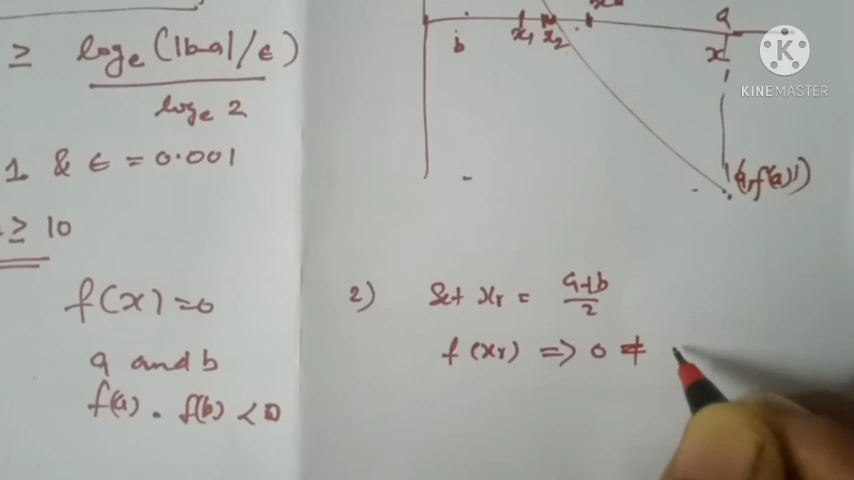 ≥ loge (|b-a|/ϵ)
loge 2
1 & ϵ = 0.001
≥ 10
f(x) = 0
a and b
f(a) . f(b) < 0
b x1 x2 a
x
(a, f(a))
KINEMASTER
2) Set xr = a+b
2
f(xr) => 0 ≠